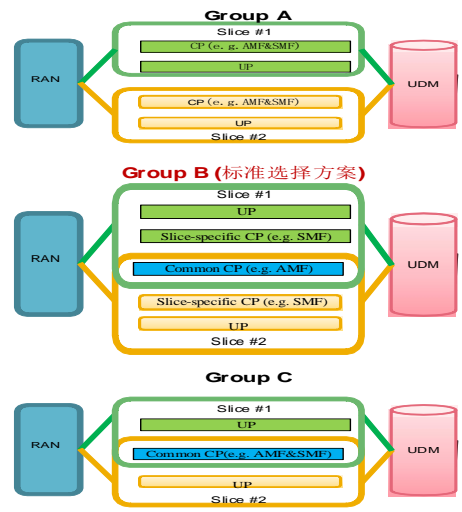 Group A
Slice #1
CP (e. g. AMF&SMF)
UP
RAN
UDM
CP (e. g. AMF&SMF)
UP
Slice #2
Group B (标准选择方案)
Slice #1
UP
Slice-specific CP (e.g. SMF)
RAN
Common CP (e.g. AMF)
UDM
Slice-specific CP (e.g. SMF)
UP
Slice #2
Group C
Slice #1
UP
RAN
Common CP(e.g. AMF&SMF)
UDM
UP
Slice #2